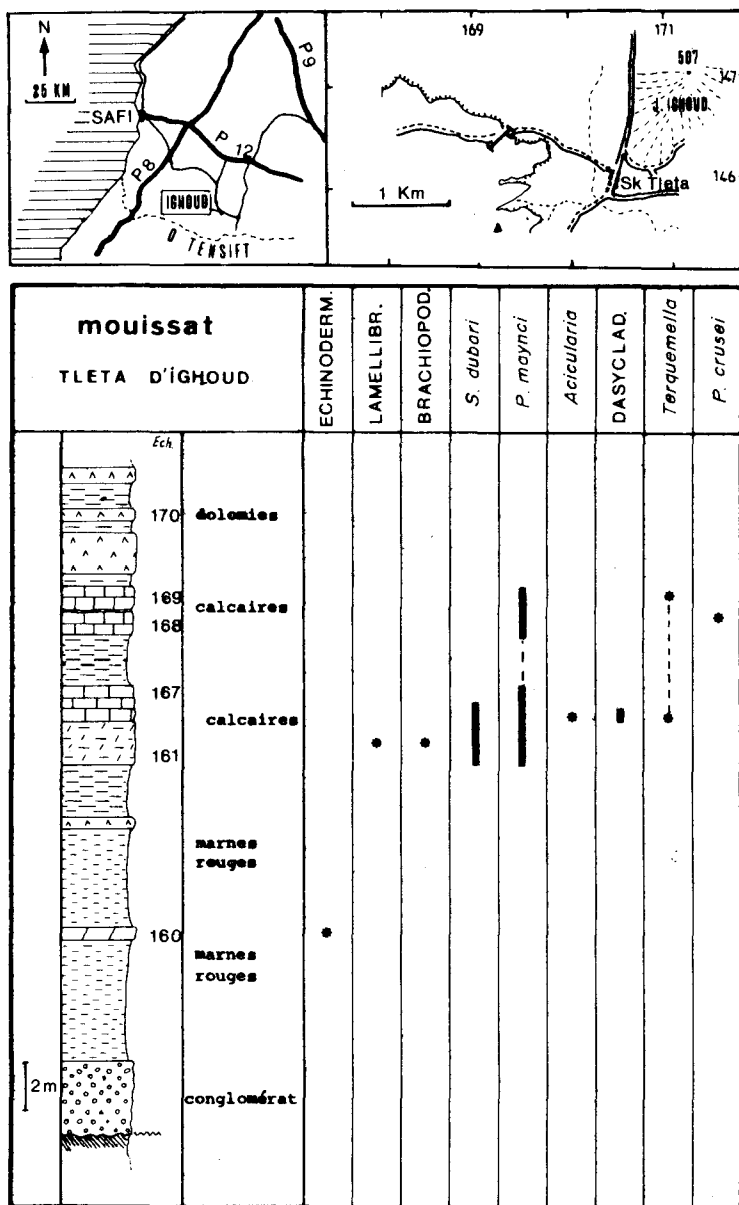 N
25 KM
SAFI
P8
P 12
P9
IGHOUD
O TENSIFT
169
171
507
147
J. IGHOUD
146
Sk Tleta
1 Km
mouissat
TLETA D'IGHOUD
ECHINODERM.
LAMELLIBR.
BRACHIOPOD.
S. dubari
P. maynci
Acicularia
DASYCLAD.
Terquemella
P. crusei
Ech.
170
dolomies
169
calcaires
168
167
calcaires
161
marnes
rouges
160
marnes
rouges
2m
conglomérat